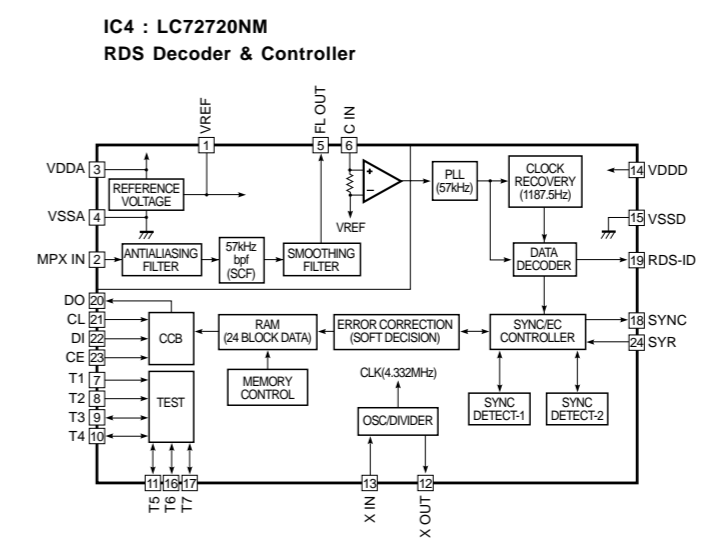 IC4 : LC72720NM
RDS Decoder & Controller
VREF
FL OUT
C IN
1
5
6
VDDA 3
REFERENCE
VOLTAGE
VSSA 4
MPX IN 2
ANTIALIASING
FILTER
57kHz
bpf
(SCF)
SMOOTHING
FILTER
+
−
VREF
PLL
(57kHz)
CLOCK
RECOVERY
(1187.5Hz)
DATA
DECODER
14 VDDD
15 VSSD
19 RDS-ID
DO 20
CL 21
DI 22
CE 23
CCB
RAM
(24 BLOCK DATA)
ERROR CORRECTION
(SOFT DECISION)
SYNC/EC
CONTROLLER
18 SYNC
24 SYR
T1 7
T2 8
T3 9
T4 10
TEST
MEMORY
CONTROL
CLK(4.332MHz)
OSC/DIVIDER
SYNC
DETECT-1
SYNC
DETECT-2
11
16
17
13
12
T5
T6
T7
X IN
X OUT